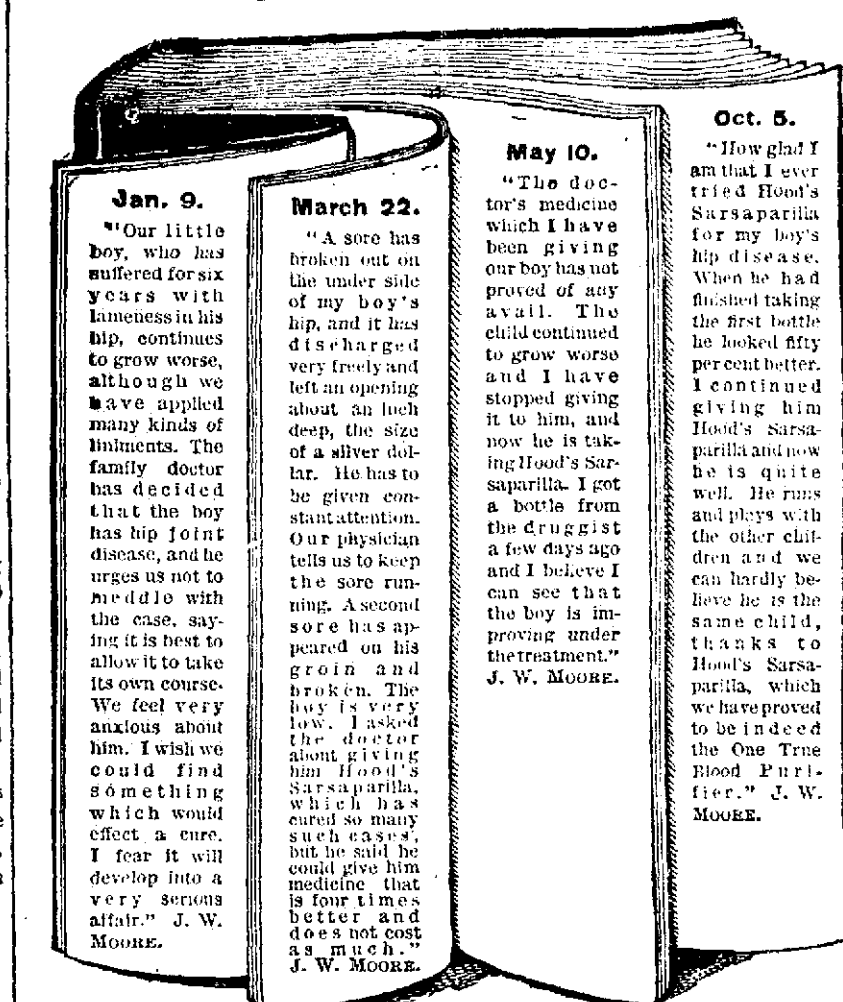 Jan. 9.
"'Our little
boy, who has
suffered for six
years with
lameness in his
hip, continues
to grow worse,
although we
have applied
many kinds of
liniments. The
family doctor
has decided
that the boy
has hip joint
disease, and he
urges us not to
meddle with
the case, say-
ing it is best to
allow it to take
its own course.
We feel very
anxious about
him. I wish we
could find
something
which would
effect a cure.
I fear it will
develop into a
very serious
affair." J. W.
MOORE.
March 22.
"A sore has
broken out on
the under side
of my boy's
hip, and it has
discharged
very freely and
left an opening
about an inch
deep, the size
of a silver dol-
lar. He has to
be given con-
stant attention.
Our physician
tells us to keep
the sore run-
ning. A second
sore has ap-
peared on his
groin and
broken. The
boy is very
low. I asked
the doctor
about giving
him Hood's
Sarsaparilla,
which has
cured so many
such cases,
but he said he
could give him
medicine that
is four times
better and
does not cost
as much."
J. W. MOORE.
May 10.
"The doc-
tor's medicine
which I have
been giving
our boy has not
proved of any
avail. The
child continued
to grow worse
and I have
stopped giving
it to him, and
now he is tak-
ing Hood's Sar-
saparilla. I got
a bottle from
the druggist
a few days ago
and I believe I
can see that
the boy is im-
proving under
the treatment."
J. W. MOORE.
Oct. 5.
"How glad I
am that I ever
tried Hood's
Sarsaparilla
for my boy's
hip disease.
When he had
finished taking
the first bottle
he looked fifty
per cent better.
I continued
giving him
Hood's Sarsa-
parilla and now
he is quite
well. He runs
and plays with
the other chil-
dren and we
can hardly be-
lieve he is the
same child,
thanks to
Hood's Sarsa-
parilla, which
we have proved
to be indeed
the One True
Blood Puri-
fier." J. W.
MOORE.